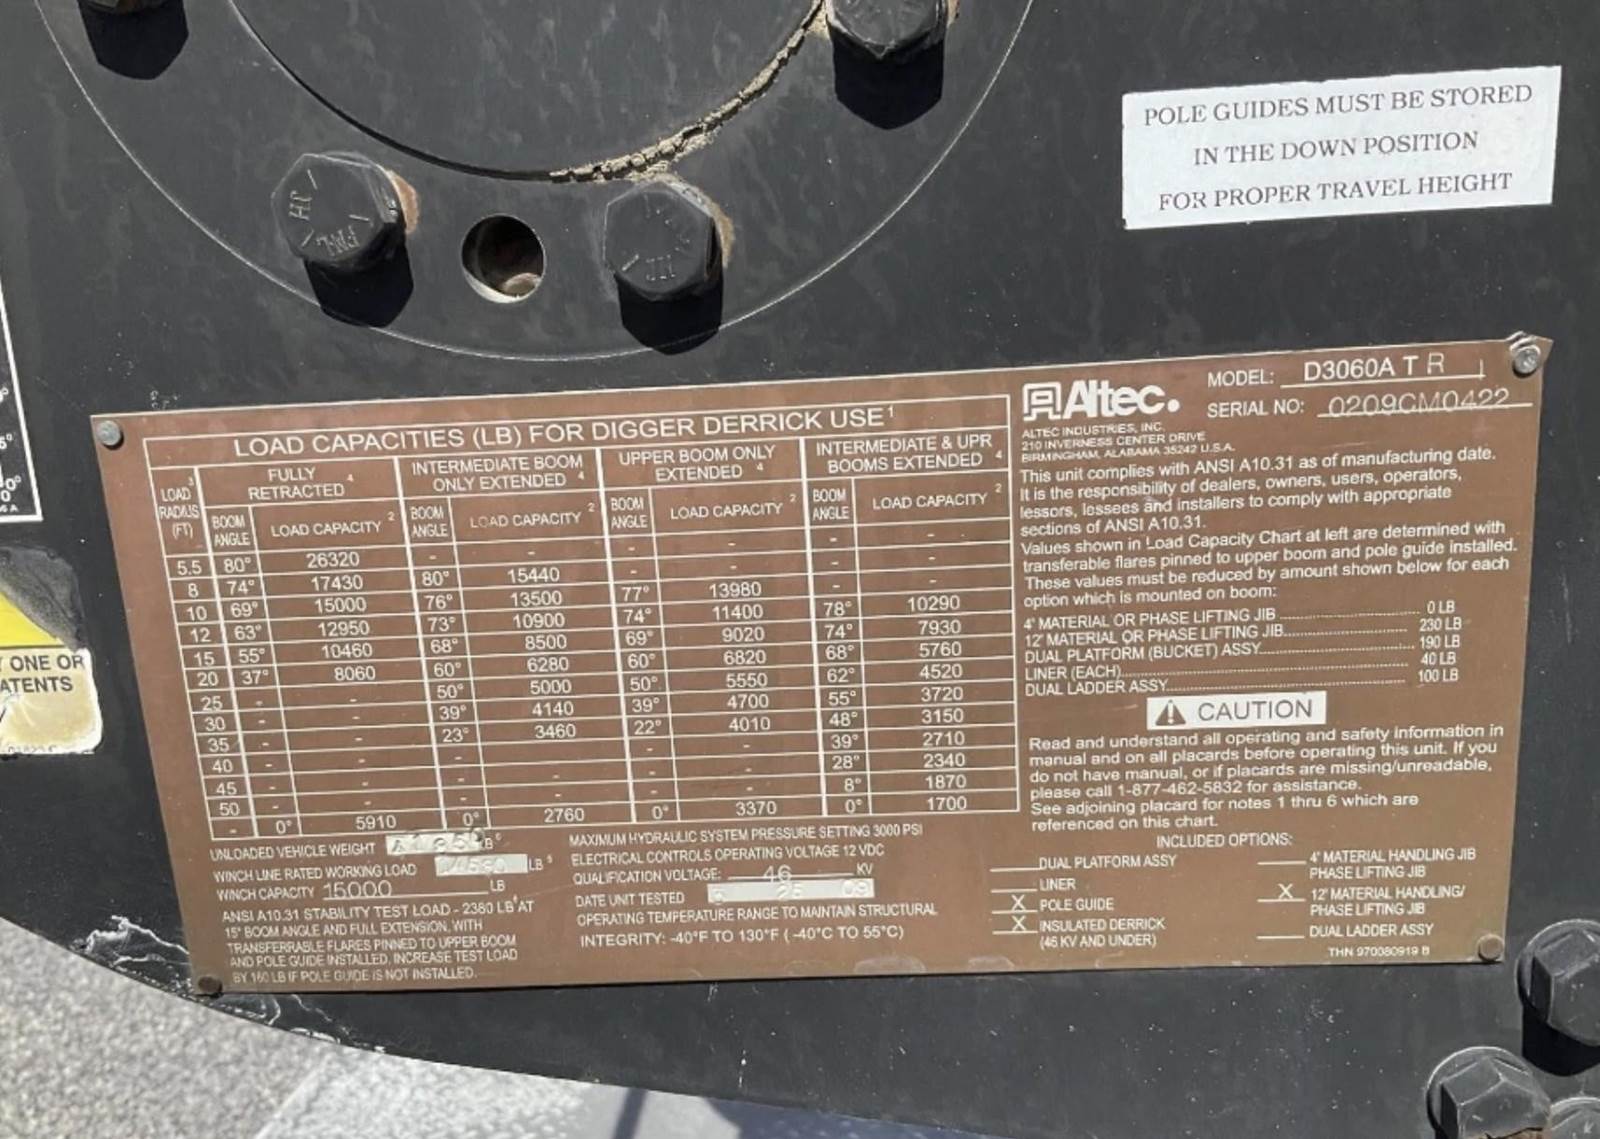 POLE GUIDES MUST BE STORED
IN THE DOWN POSITION
FOR PROPER TRAVEL HEIGHT
JH
ONE OR
ATENTS
LOAD CAPACITIES (LB) FOR DIGGER DERRICK USE 1
LOAD RADIUS (FT) 3
FULLY RETRACTED 4
INTERMEDIATE BOOM ONLY EXTENDED 4
UPPER BOOM ONLY EXTENDED 4
INTERMEDIATE & UPR BOOMS EXTENDED 4
BOOM ANGLE LOAD CAPACITY 2 BOOM ANGLE LOAD CAPACITY 2 BOOM ANGLE LOAD CAPACITY 2 BOOM ANGLE LOAD CAPACITY 2
5.5 80° 26320 - - - - - -
8 74° 17430 80° 15440 - - - -
10 69° 15000 76° 13500 77° 13980 - -
12 63° 12950 73° 10900 74° 11400 78° 10290
15 55° 10460 68° 8500 69° 9020 74° 7930
20 37° 8060 60° 6280 60° 6820 68° 5760
25 - - 50° 5000 50° 5550 62° 4520
30 - - 39° 4140 39° 4700 55° 3720
35 - - 23° 3460 22° 4010 48° 3150
40 - - - - - - 39° 2710
45 - - - - - - 28° 2340
50 - - - - - - 8° 1870
- 0° 5910 0° 2760 0° 3370 0° 1700
UNLOADED VEHICLE WEIGHT LB
WINCH LINE RATED WORKING LOAD LB 5
WINCH CAPACITY 15000 LB
ANSI A10.31 STABILITY TEST LOAD - 2380 LB AT
15° BOOM ANGLE AND FULL EXTENSION, WITH
TRANSFERRABLE FLARES PINNED TO UPPER BOOM
AND POLE GUIDE INSTALLED. INCREASE TEST LOAD
BY 160 LB IF POLE GUIDE IS NOT INSTALLED.
MAXIMUM HYDRAULIC SYSTEM PRESSURE SETTING 3000 PSI
ELECTRICAL CONTROLS OPERATING VOLTAGE 12 VDC
QUALIFICATION VOLTAGE: 46 KV
DATE UNIT TESTED 25 09
OPERATING TEMPERATURE RANGE TO MAINTAIN STRUCTURAL
INTEGRITY: -40°F TO 130°F ( -40°C TO 55°C)
Altec.
MODEL: D3060A T R
SERIAL NO: 0209CM0422
ALTEC INDUSTRIES, INC.
210 INVERNESS CENTER DRIVE
BIRMINGHAM, ALABAMA 35242 U.S.A.
This unit complies with ANSI A10.31 as of manufacturing date.
It is the responsibility of dealers, owners, users, operators,
lessors, lessees and installers to comply with appropriate
sections of ANSI A10.31.
Values shown in Load Capacity Chart at left are determined with
transferable flares pinned to upper boom and pole guide installed.
These values must be reduced by amount shown below for each
option which is mounted on boom:
4' MATERIAL OR PHASE LIFTING JIB 0 LB
12' MATERIAL OR PHASE LIFTING JIB 230 LB
DUAL PLATFORM (BUCKET) ASSY 190 LB
LINER (EACH) 40 LB
DUAL LADDER ASSY 100 LB
CAUTION
Read and understand all operating and safety information in
manual and on all placards before operating this unit. If you
do not have manual, or if placards are missing/unreadable,
please call 1-877-462-5832 for assistance.
See adjoining placard for notes 1 thru 6 which are
referenced on this chart.
INCLUDED OPTIONS:
DUAL PLATFORM ASSY
LINER
X POLE GUIDE
X INSULATED DERRICK
(46 KV AND UNDER)
4' MATERIAL HANDLING JIB
PHASE LIFTING JIB
X 12' MATERIAL HANDLING/
PHASE LIFTING JIB
DUAL LADDER ASSY
THN 970080919 B